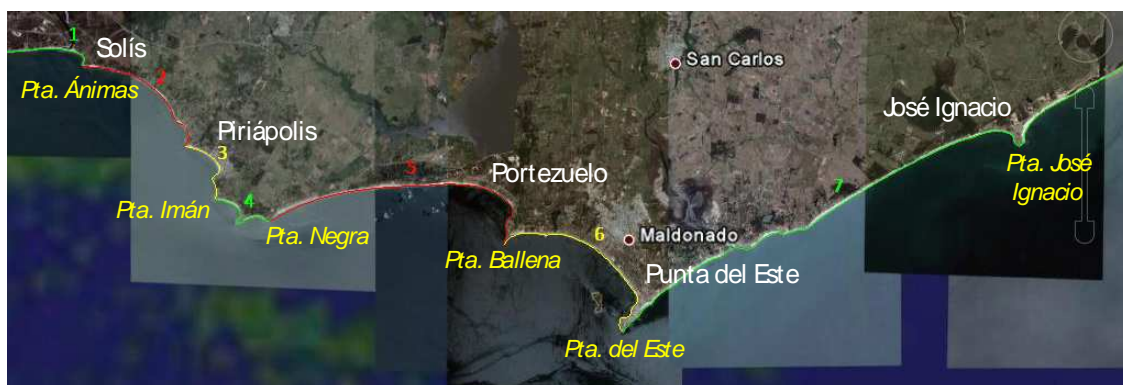 1
Solís
Pta. Ánimas
2
Piriápolis
3
Pta. Imán
4
Pta. Negra
5
Portezuelo
Pta. Ballena
6
Maldonado
San Carlos
Punta del Este
Pta. del Este
7
José Ignacio
Pta. José
Ignacio